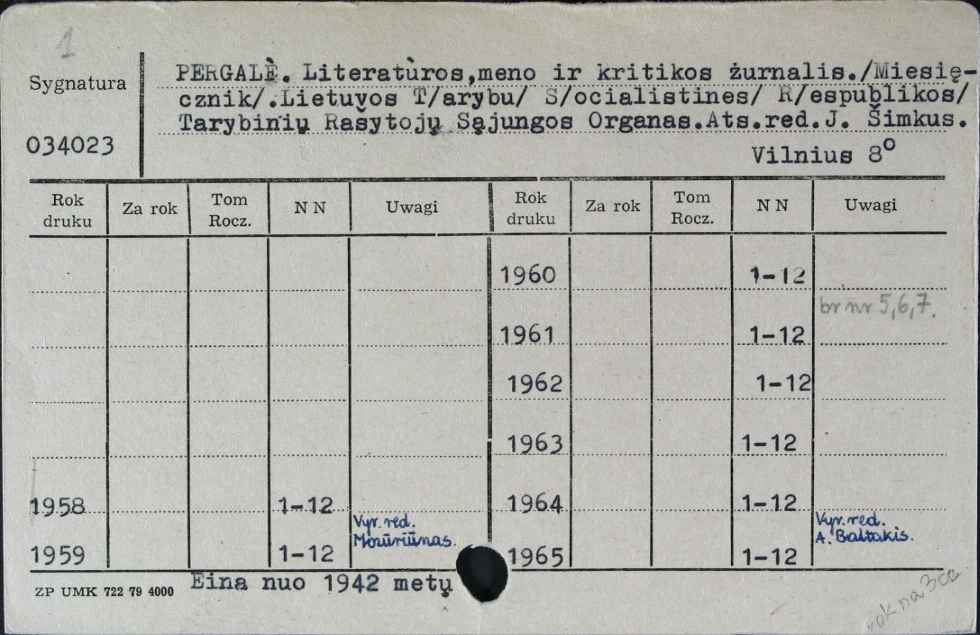 1
Sygnatura
034023
PERGALĖ. Literatūros,meno ir kritikos žurnalis./Miesię-
cznik/.Lietuvos T/arybu/ S/ocialistines/ R/espublikos/
Tarybinių Rasytojų Sąjungos Organas.Ats.red.J. Šimkus.
Vilnius 8°
Rok druku Za rok Tom Rocz. N N Uwagi Rok druku Za rok Tom Rocz. N N Uwagi
1960 1-12
br nr 5,6,7.
1961 1-12
1962 1-12
1963 1-12
1958 1-12 1964 1-12
Vyr. red. Vyr. red.
Mozūriūnas. A. Baltakis.
1959 1-12 1965 1-12
ZP UMK 722 79 4000 Eina nuo 1942 metų
rok na